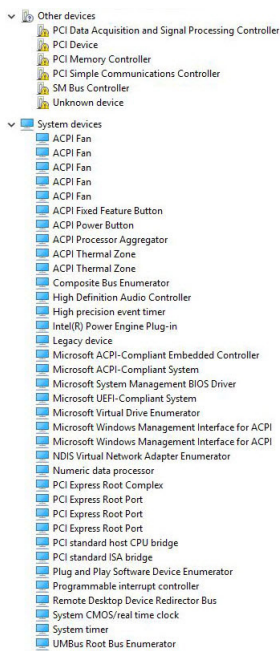 Other devices
PCI Data Acquisition and Signal Processing Controller
PCI Device
PCI Memory Controller
PCI Simple Communications Controller
SM Bus Controller
Unknown device
System devices
ACPI Fan
ACPI Fan
ACPI Fan
ACPI Fan
ACPI Fan
ACPI Fixed Feature Button
ACPI Power Button
ACPI Processor Aggregator
ACPI Thermal Zone
ACPI Thermal Zone
Composite Bus Enumerator
High Definition Audio Controller
High precision event timer
Intel(R) Power Engine Plug-in
Legacy device
Microsoft ACPI-Compliant Embedded Controller
Microsoft ACPI-Compliant System
Microsoft System Management BIOS Driver
Microsoft UEFI-Compliant System
Microsoft Virtual Drive Enumerator
Microsoft Windows Management Interface for ACPI
Microsoft Windows Management Interface for ACPI
NDIS Virtual Network Adapter Enumerator
Numeric data processor
PCI Express Root Complex
PCI Express Root Port
PCI Express Root Port
PCI Express Root Port
PCI standard host CPU bridge
PCI standard ISA bridge
Plug and Play Software Device Enumerator
Programmable interrupt controller
Remote Desktop Device Redirector Bus
System CMOS/real time clock
System timer
UMBus Root Bus Enumerator